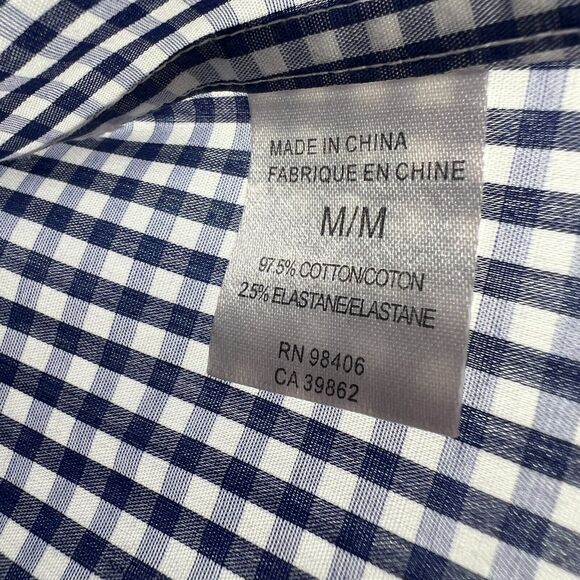 MADE IN CHINA
FABRIQUE EN CHINE
M/M
97.5% COTTON/COTON
2.5% ELASTANE/ELASTANE
RN 98406
CA 39862